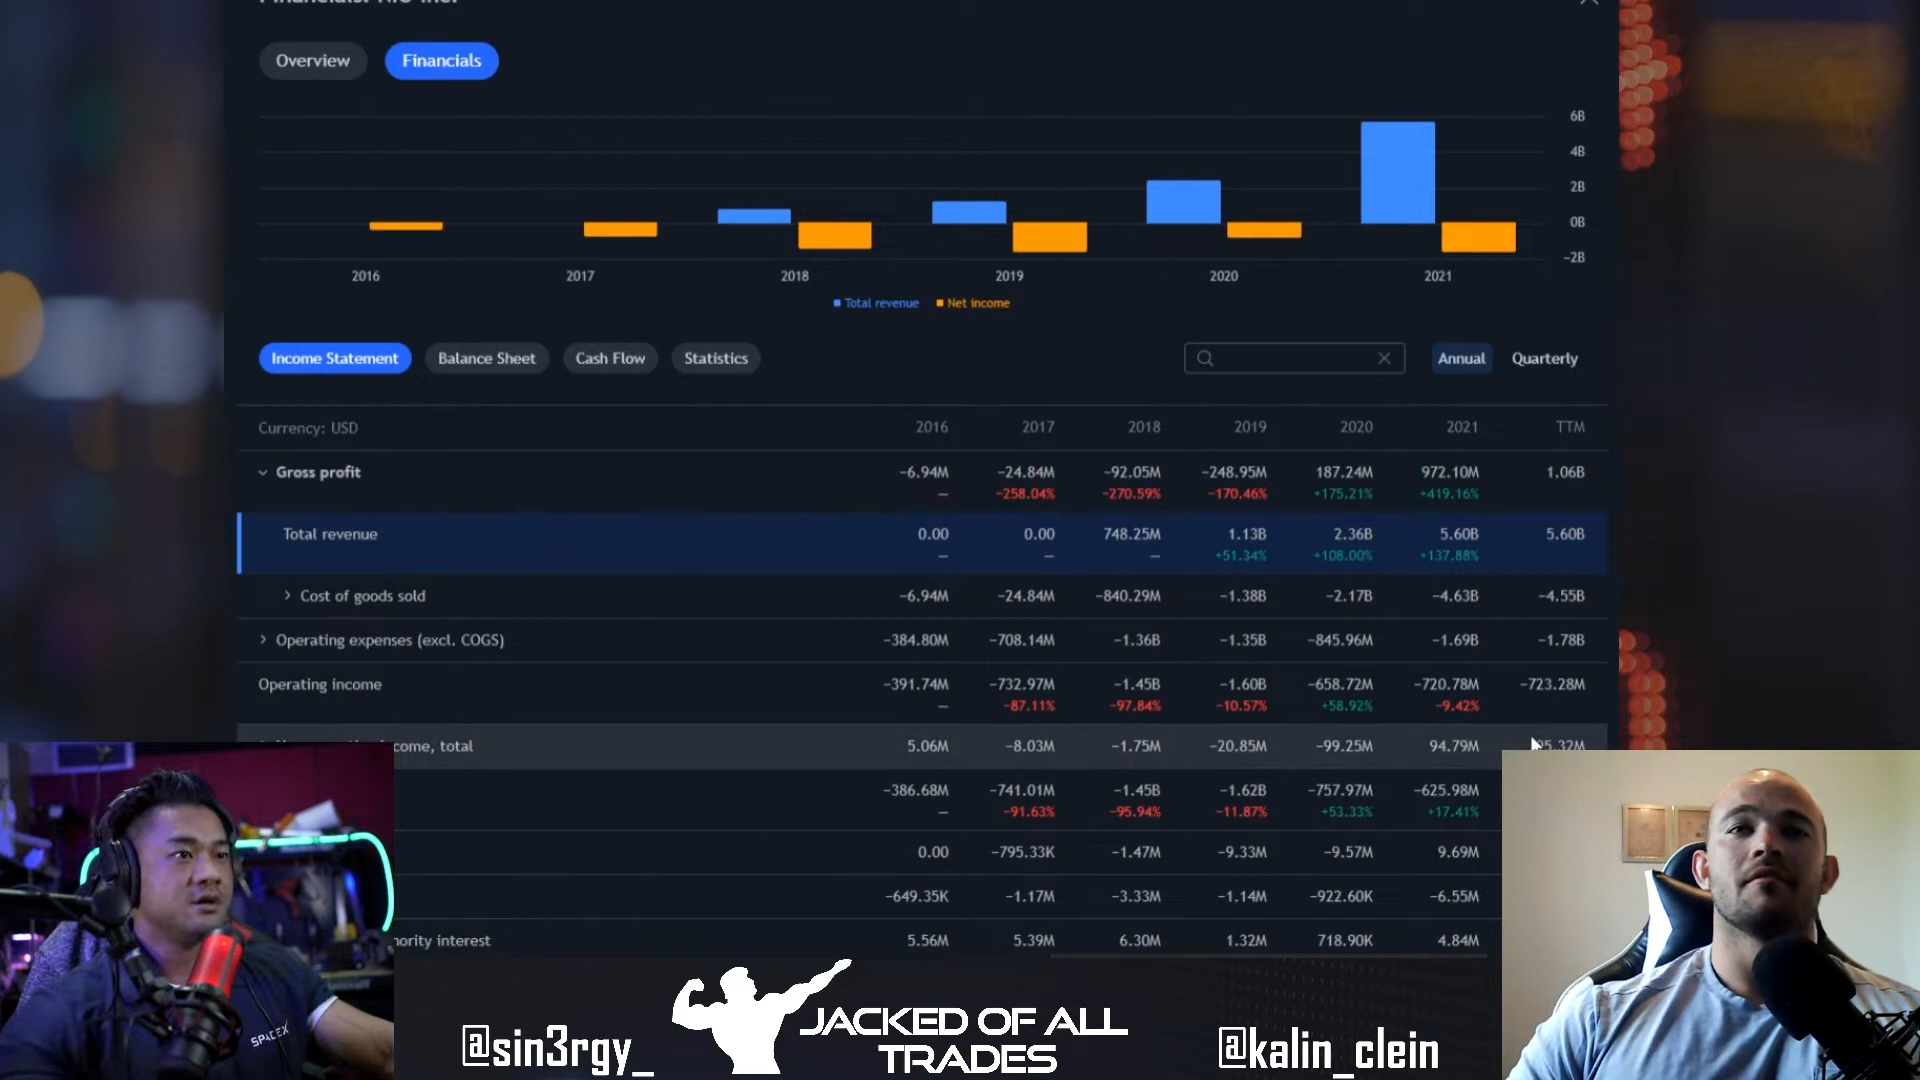 Overview Financials
6B
4B
2B
0B
-2B
2016 2017 2018 2019 2020 2021
Total revenue Net income
Income Statement Balance Sheet Cash Flow Statistics Annual Quarterly
Currency: USD 2016 2017 2018 2019 2020 2021 TTM
Gross profit −6.94M −24.84M −92.05M −248.95M 187.24M 972.10M 1.06B
— −258.04% −270.59% −170.46% +175.21% +419.16%
Total revenue 0.00 0.00 748.25M 1.13B 2.36B 5.60B 5.60B
— — — +51.34% +108.00% +137.88%
Cost of goods sold −6.94M −24.84M −840.29M −1.38B −2.17B −4.63B −4.55B
Operating expenses (excl. COGS) −384.80M −708.14M −1.36B −1.35B −845.96M −1.69B −1.78B
Operating income −391.74M −732.97M −1.45B −1.60B −658.72M −720.78M −723.28M
— −87.11% −97.84% −10.57% +58.92% −9.42%
total 5.06M −8.03M −1.75M −20.85M −99.25M 94.79M
−386.68M −741.01M −1.45B −1.62B −757.97M −625.98M
— −91.63% −95.94% −11.87% +53.33% +17.41%
0.00 −795.33K −1.47M −9.33M −9.57M 9.69M
−649.35K −1.17M −3.33M −1.14M −922.60K −6.55M
interest 5.56M 5.39M 6.30M 1.32M 718.90K 4.84M
SPACEX
@sin3rgy_
JACKED OF ALL
TRADES
@kalin_clein